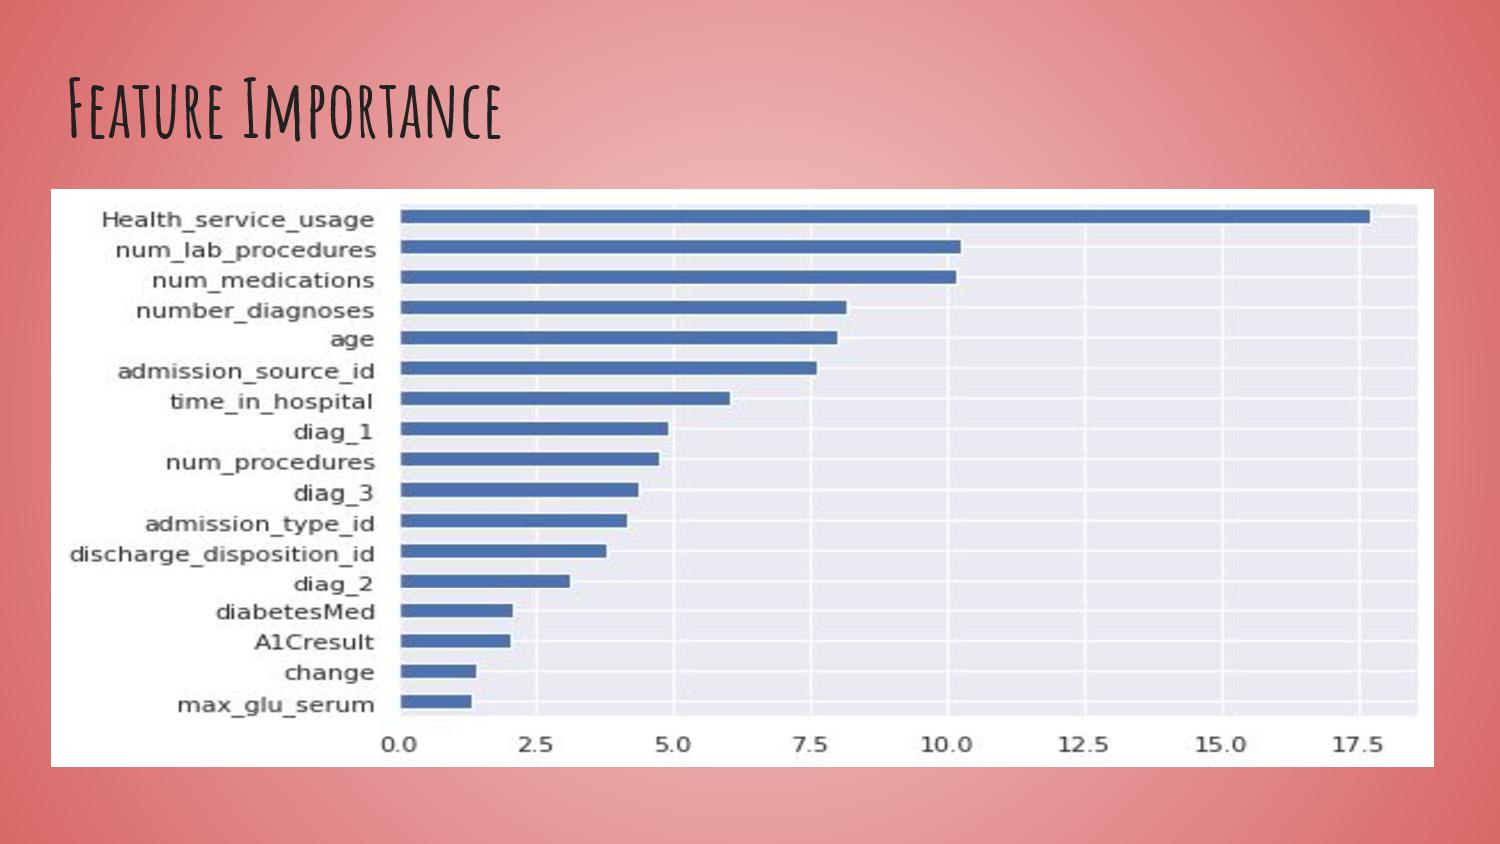 Feature Importance
Health_service_usage
num_lab_procedures
num_medications
number_diagnoses
age
admission_source_id
time_in_hospital
diag_1
num_procedures
diag_3
admission_type_id
discharge_disposition_id
diag_2
diabetesMed
A1Cresult
change
max_glu_serum
0.0 2.5 5.0 7.5 10.0 12.5 15.0 17.5